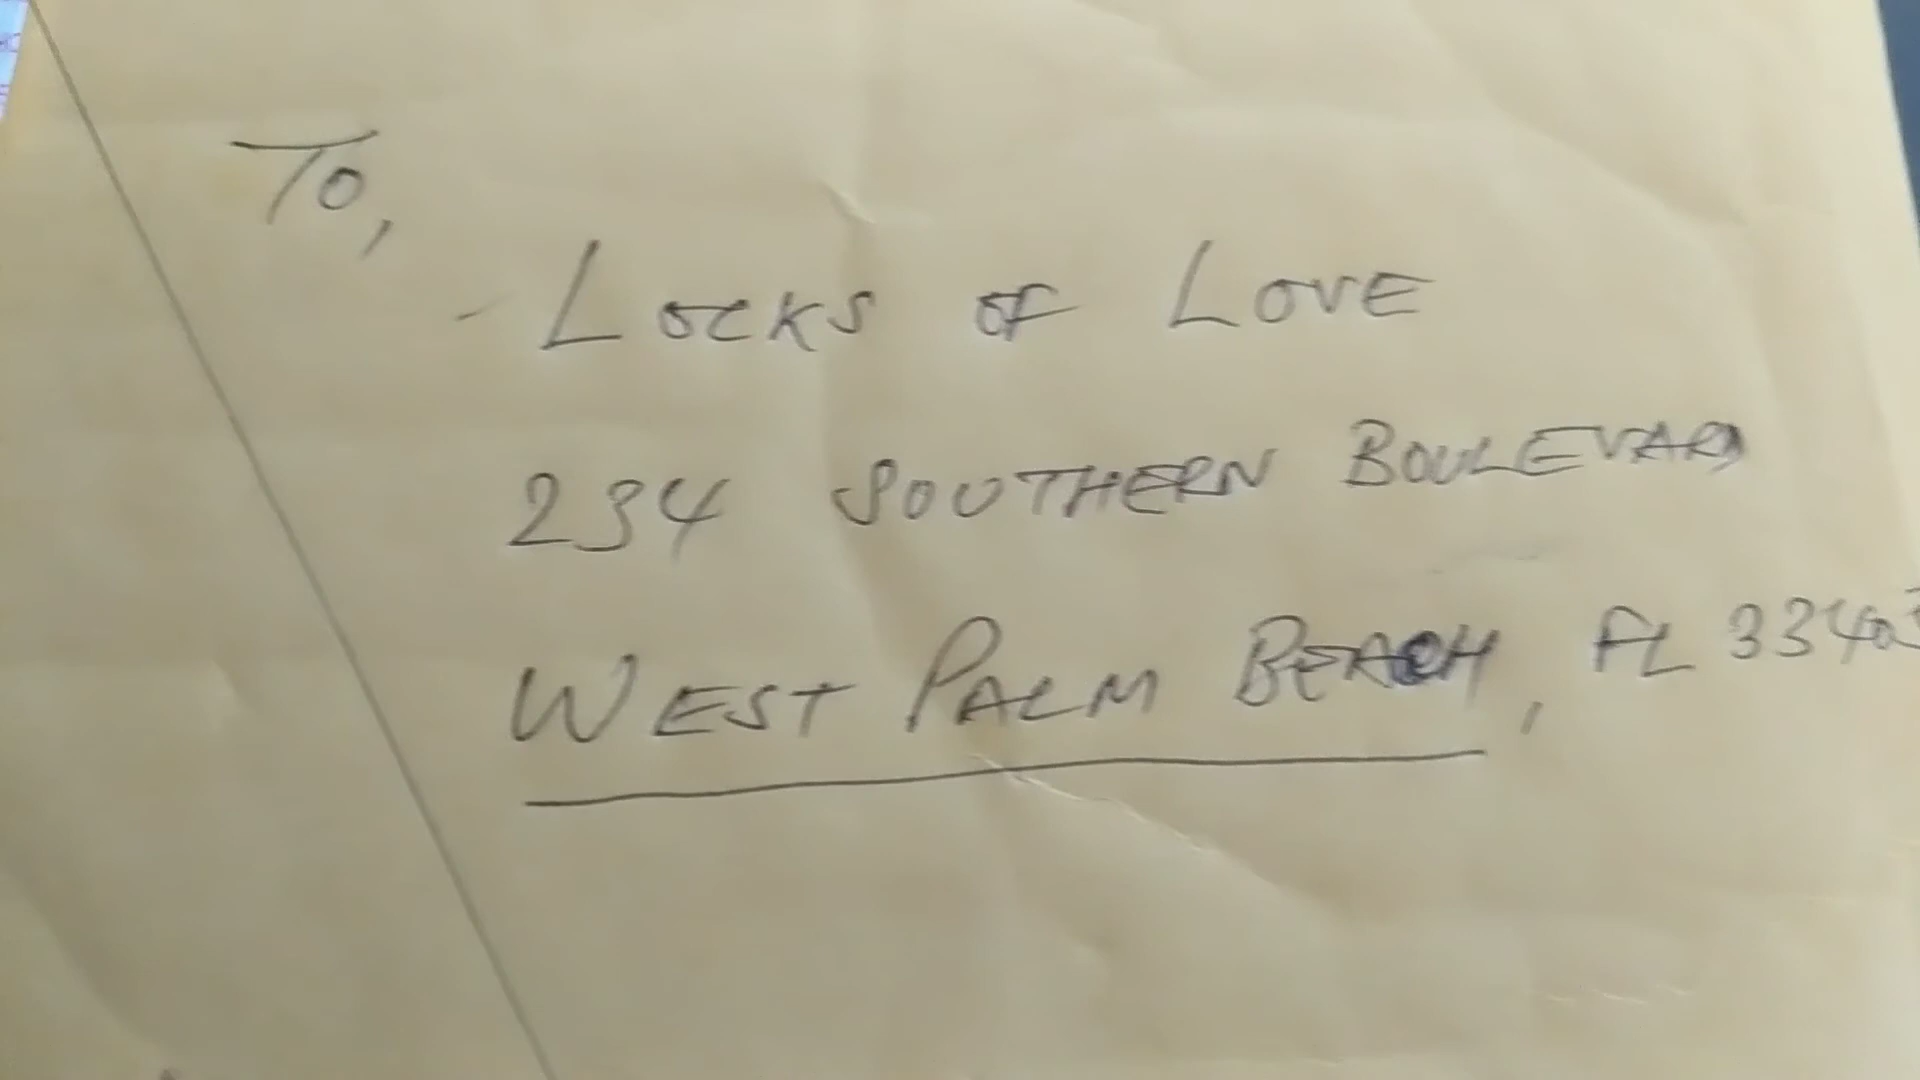 To,
LOCKS OF LOVE
234 SOUTHERN BOULEVARD
WEST PALM BEACH, FL